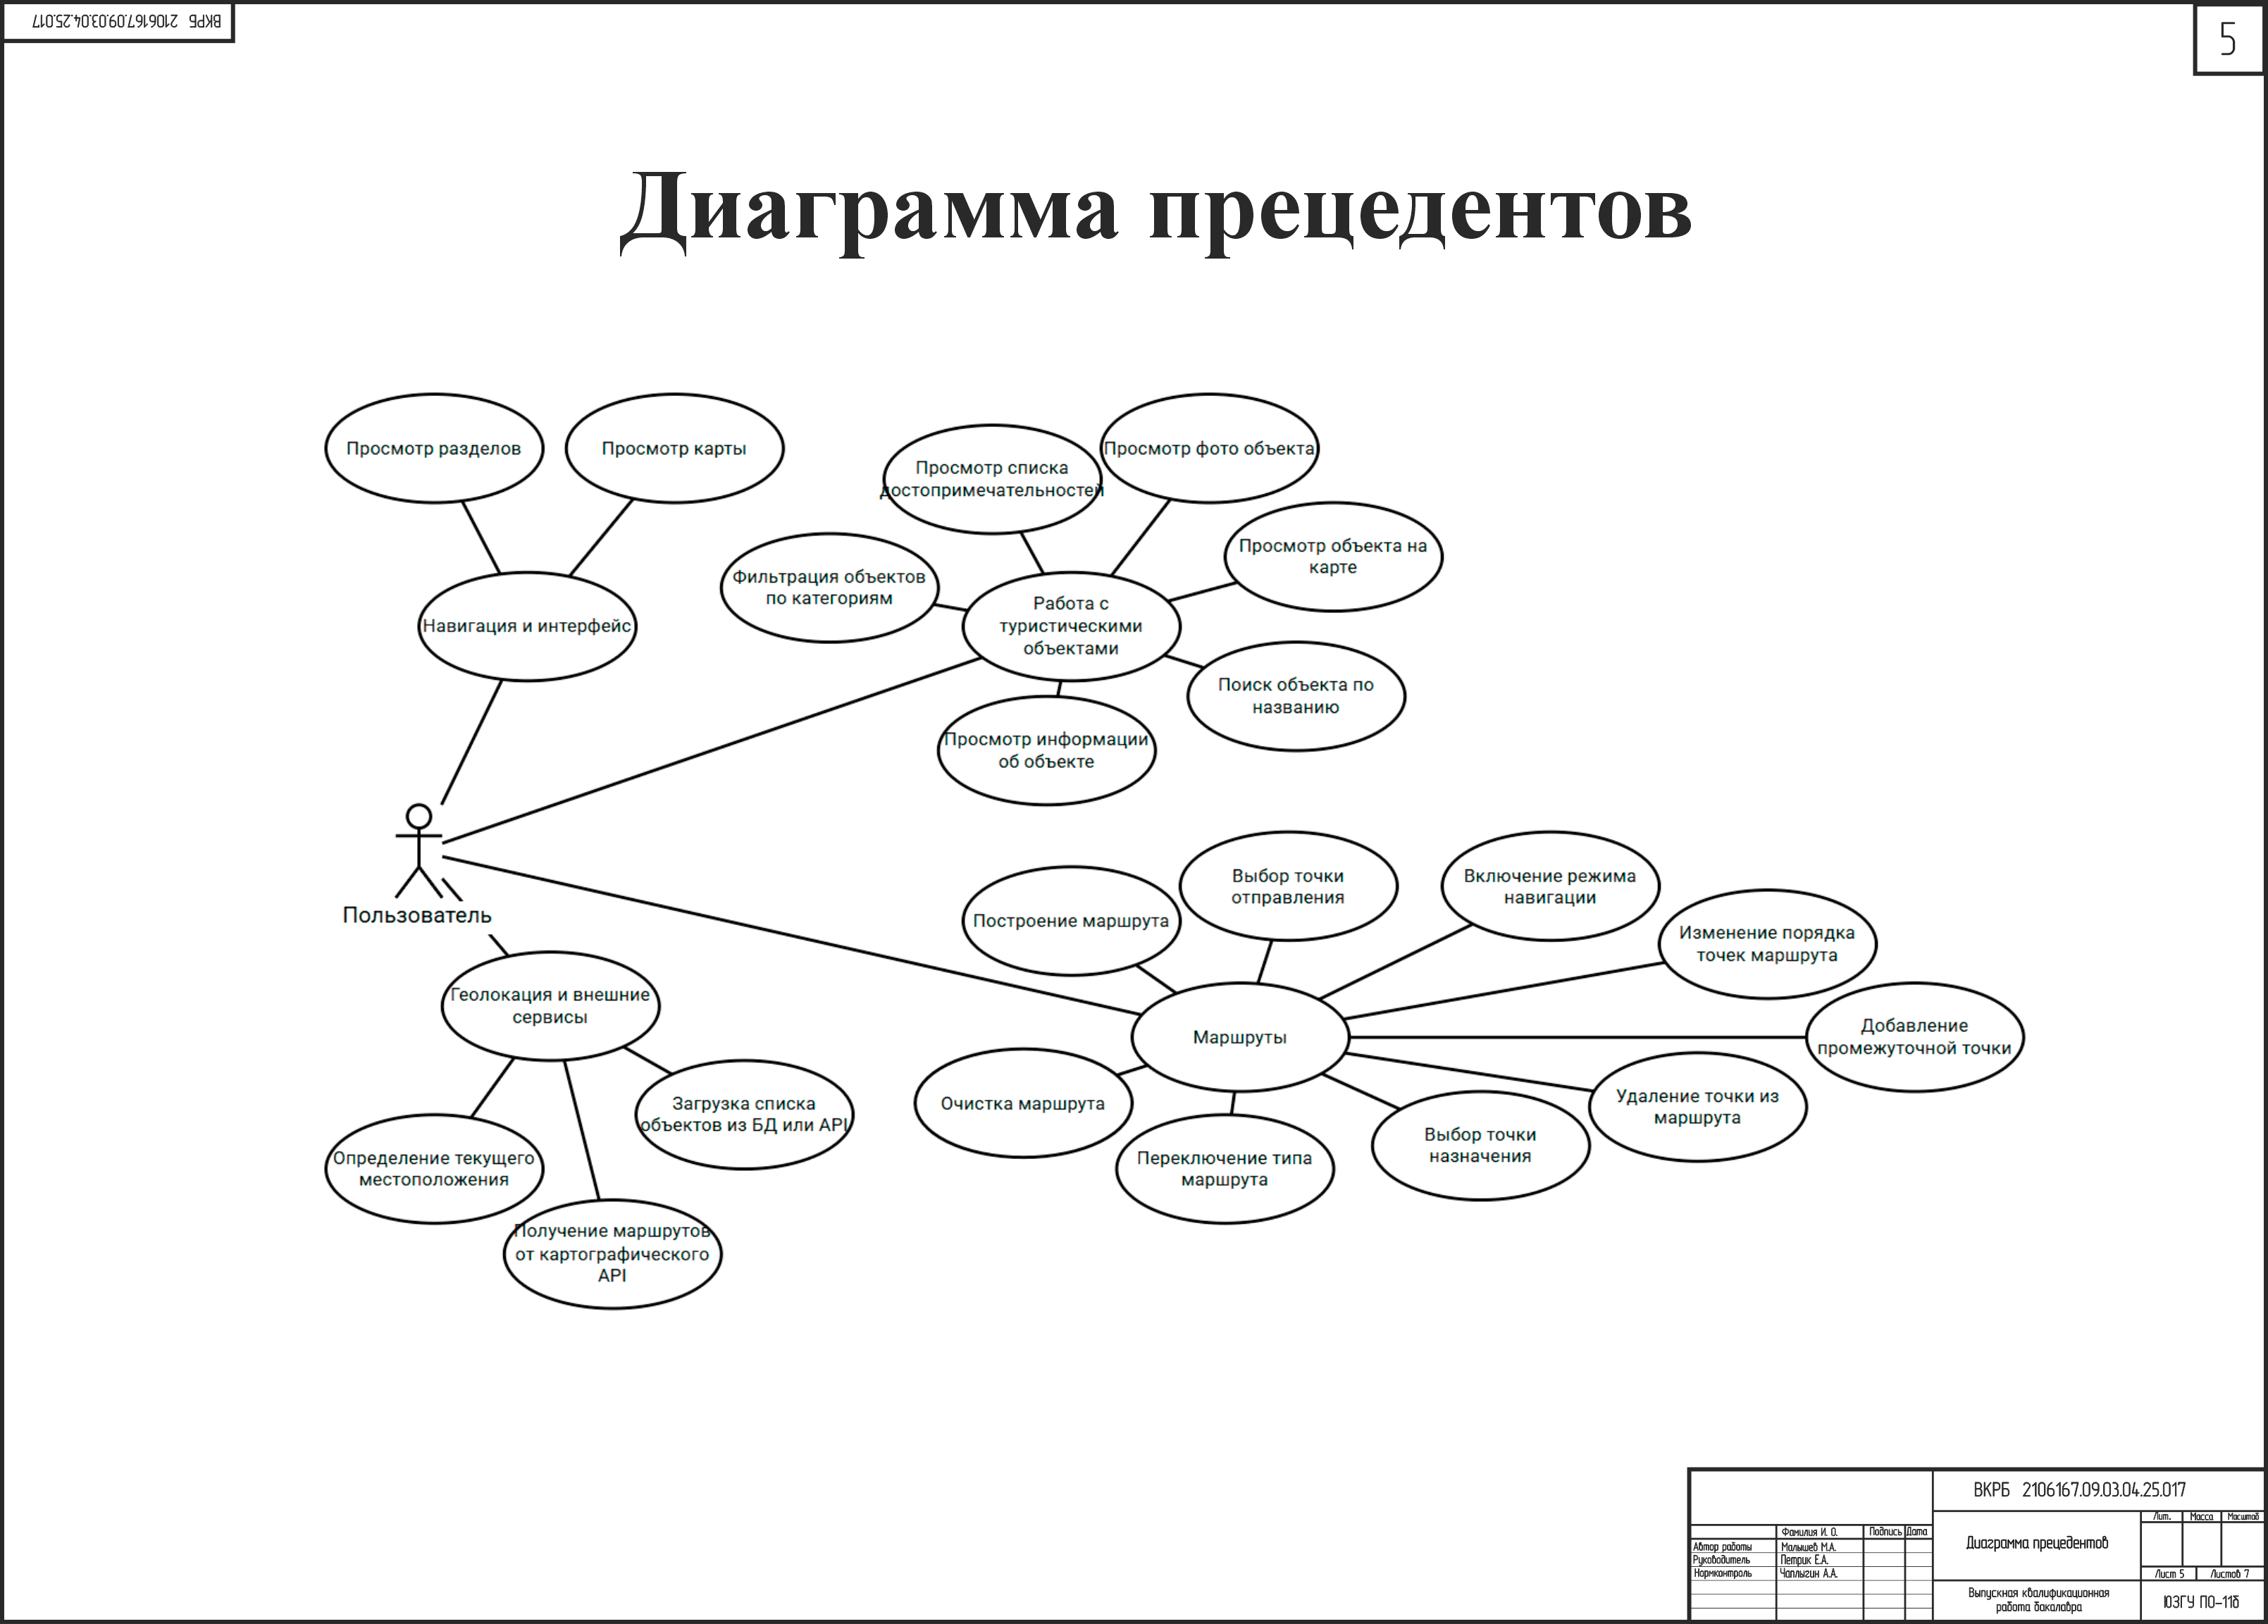 ВКРБ 2106167.09.03.04.25.017
5
Диаграмма прецедентов
Просмотр разделов
Просмотр карты
Просмотр списка
достопримечательностей
Просмотр фото объекта
Просмотр объекта на
карте
Фильтрация объектов
по категориям
Навигация и интерфейс
Работа с
туристическими
объектами
Поиск объекта по
названию
Просмотр информации
об объекте
Пользователь
Построение маршрута
Выбор точки
отправления
Включение режима
навигации
Изменение порядка
точек маршрута
Геолокация и внешние
сервисы
Маршруты
Добавление
промежуточной точки
Загрузка списка
объектов из БД или API
Очистка маршрута
Удаление точки из
маршрута
Определение текущего
местоположения
Переключение типа
маршрута
Выбор точки
назначения
Получение маршрутов
от картографического
API
ВКРБ 2106167.09.03.04.25.017
Фамилия И. О. Подпись Дата
Автор работы Малышев М.А.
Руководитель Петрик Е.А.
Нормконтроль Чаплыгин А.А.
Диаграмма прецедентов
Лит. Масса Масштаб
Лист 5 Листов 7
Выпускная квалификационная
работа бакалавра
ЮЗГУ ПО-11б